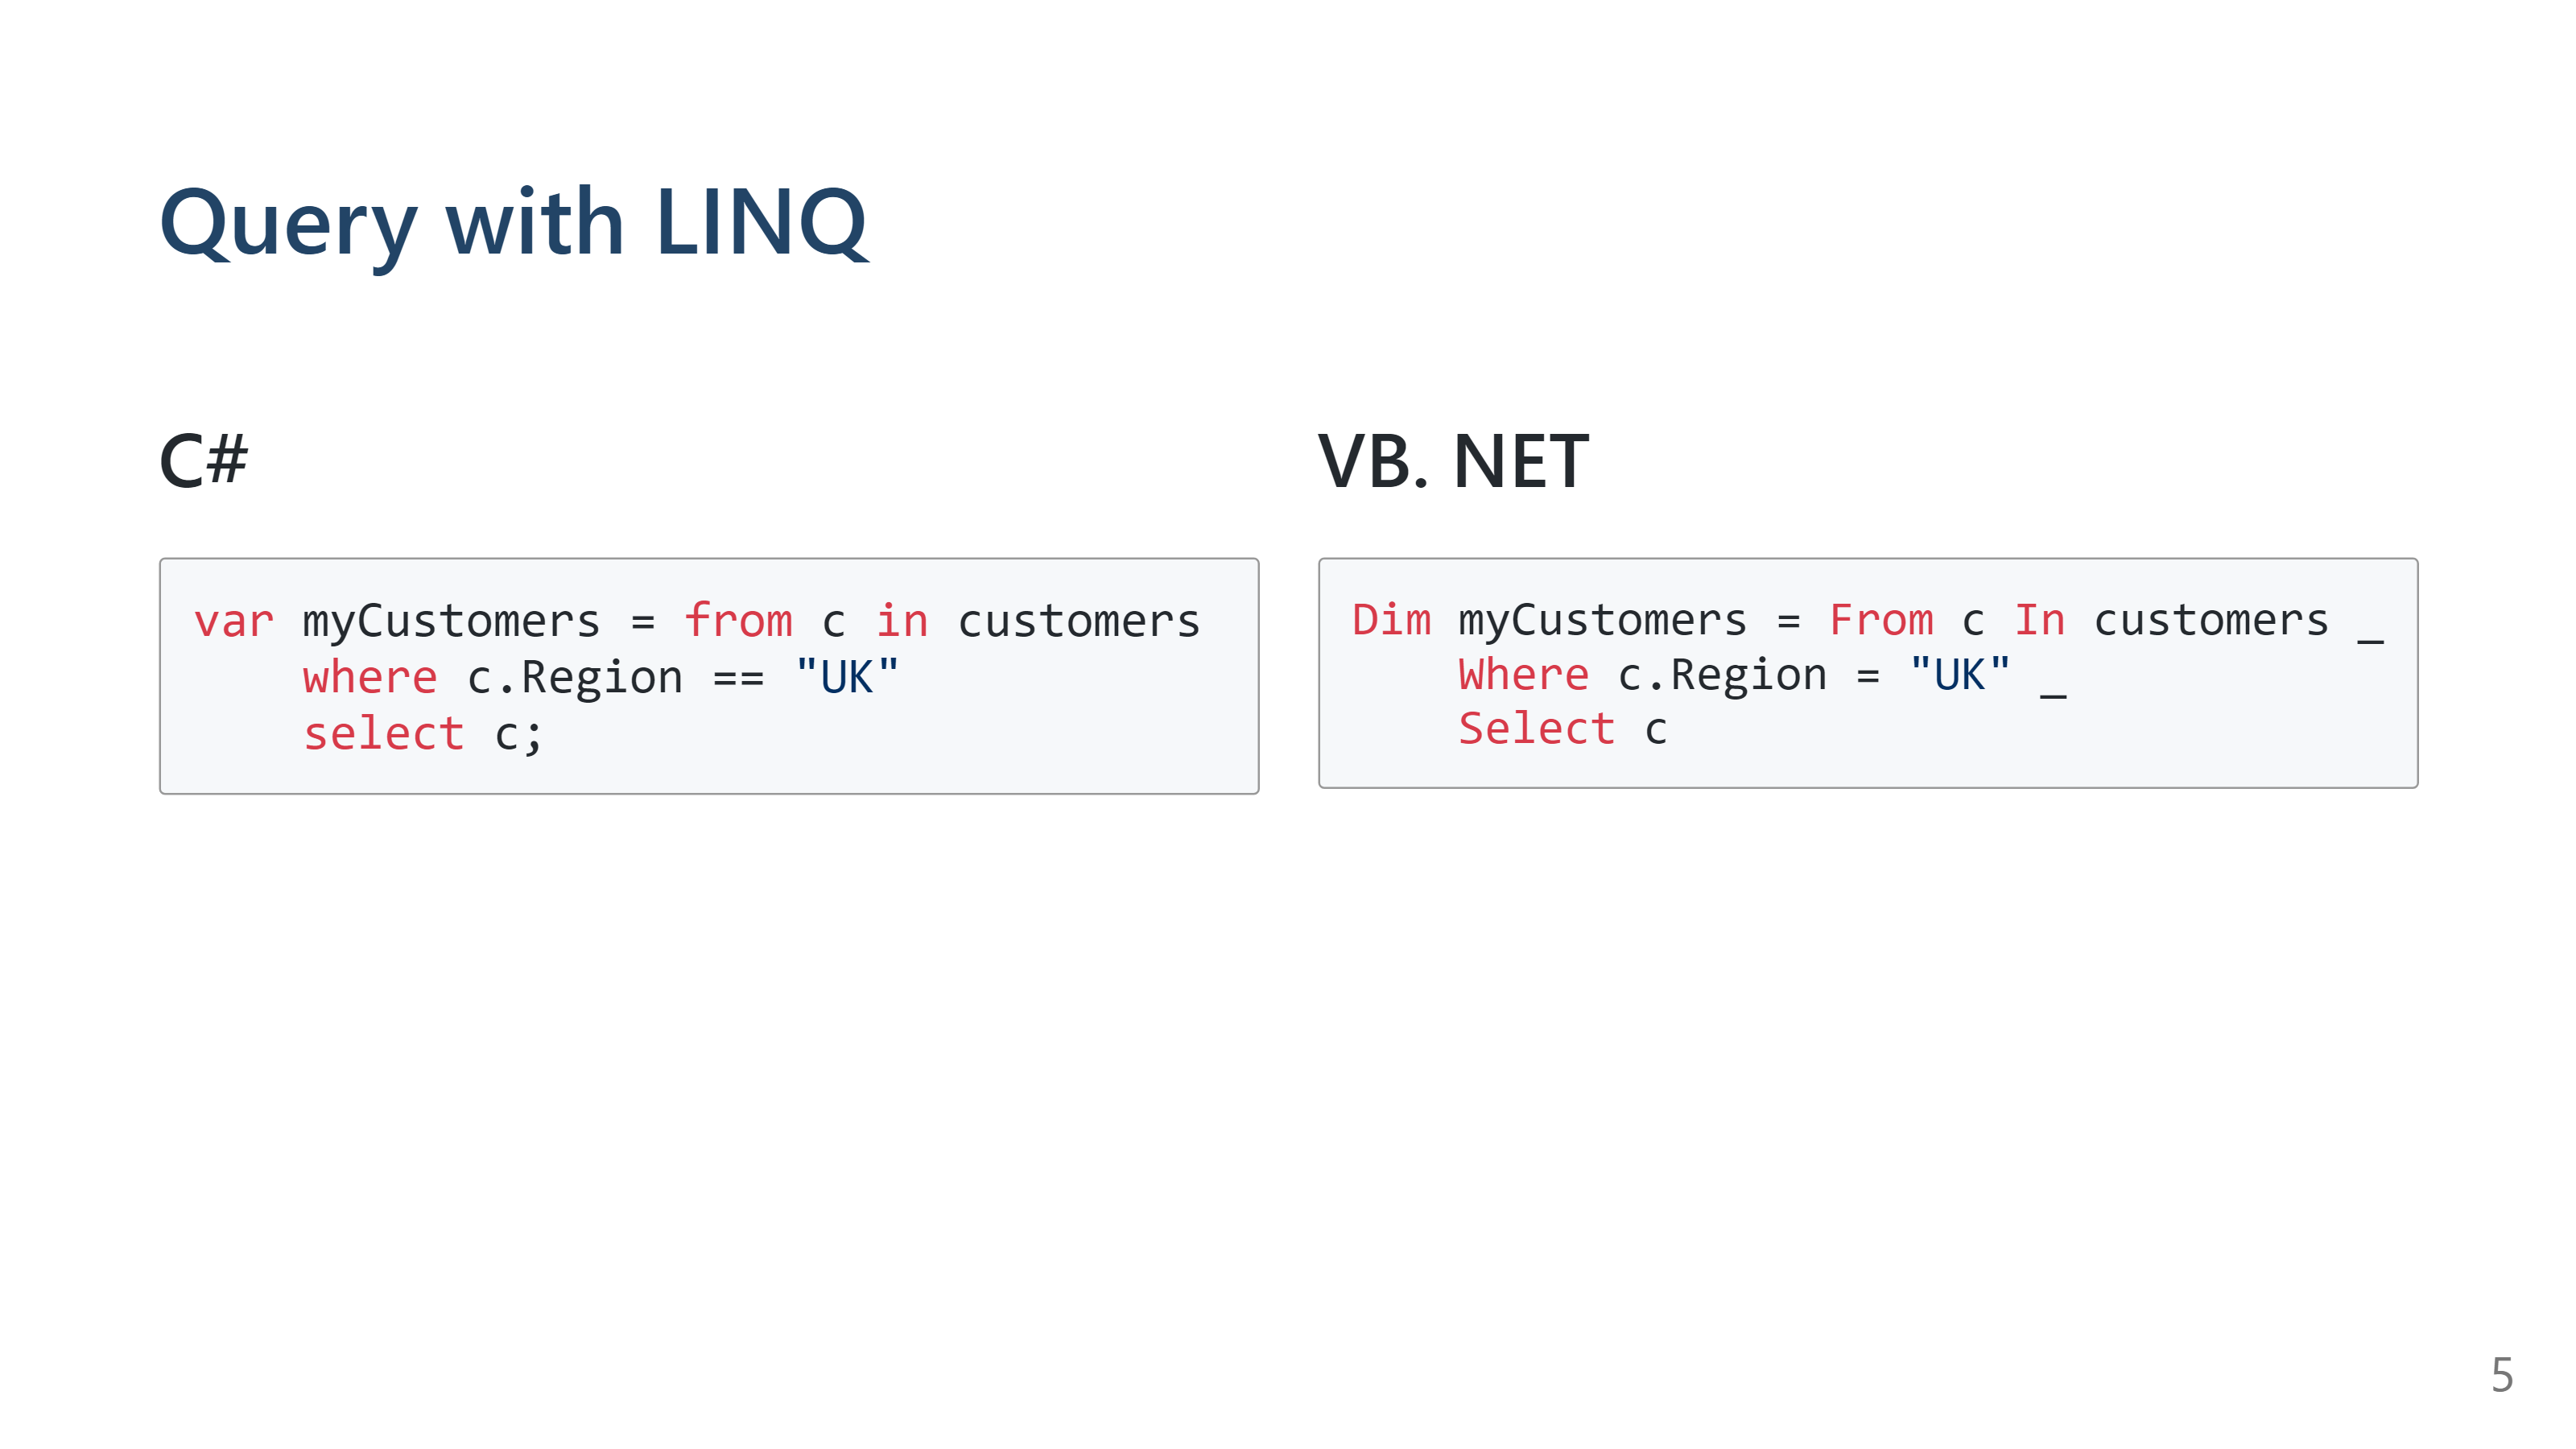 Query with LINQ
C#
var myCustomers = from c in customers
    where c.Region == "UK"
    select c;
VB. NET
Dim myCustomers = From c In customers _
    Where c.Region = "UK" _
    Select c
5